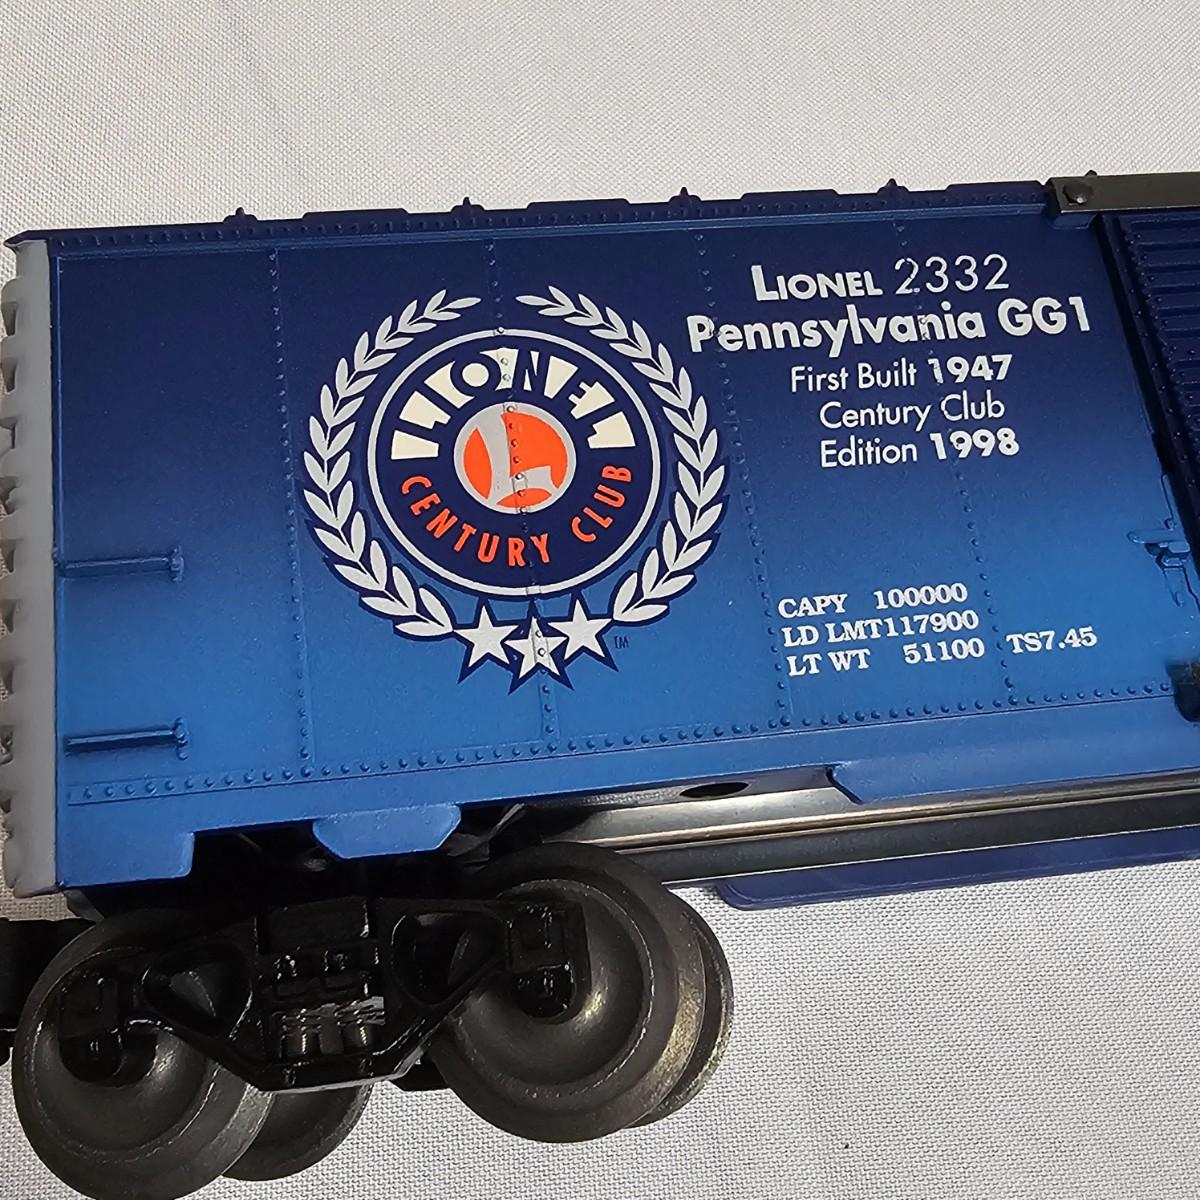 LIONEL
L
CENTURY CLUB
TM
LIONEL 2332
Pennsylvania GG1
First Built 1947
Century Club
Edition 1998
CAPY 100000
LD LMT117900
LT WT 51100 TS7.45